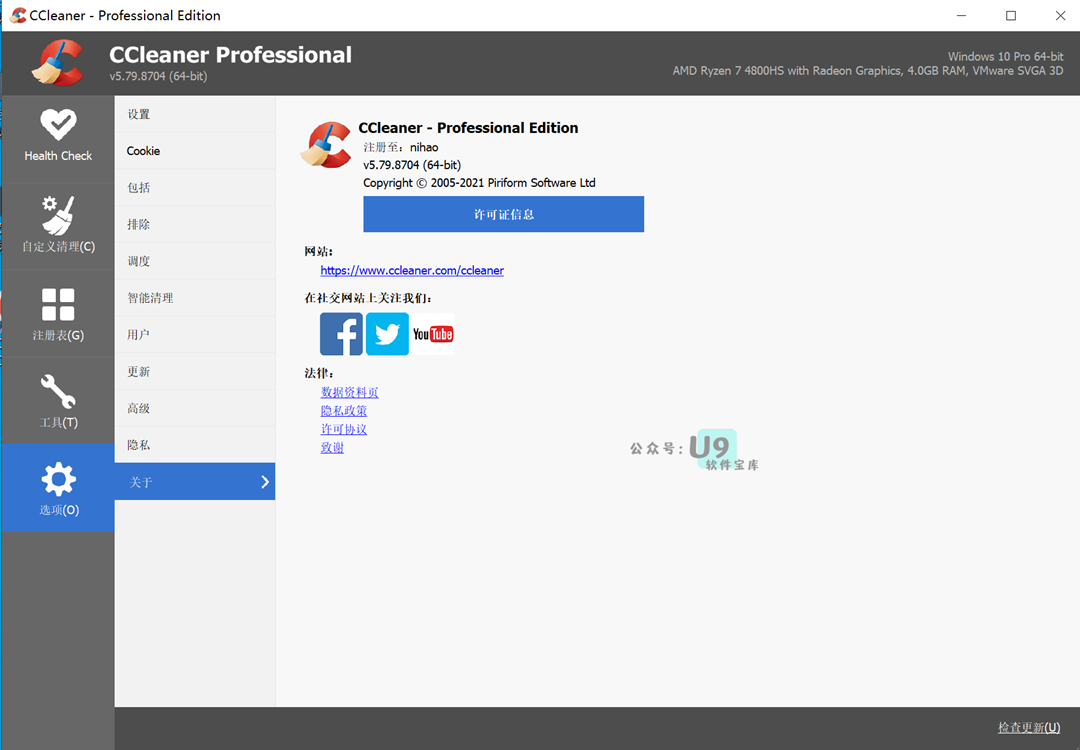 CCleaner - Professional Edition
CCleaner Professional
v5.79.8704 (64-bit)
Windows 10 Pro 64-bit
AMD Ryzen 7 4800HS with Radeon Graphics, 4.0GB RAM, VMware SVGA 3D
Health Check
自定义清理(C)
注册表(G)
工具(T)
选项(O)
设置
Cookie
包括
排除
调度
智能清理
用户
更新
高级
隐私
关于
CCleaner - Professional Edition
注册至：nihao
v5.79.8704 (64-bit)
Copyright © 2005-2021 Piriform Software Ltd
许可证信息
网站：
https://www.ccleaner.com/ccleaner
在社交网站上关注我们：
You Tube
法律：
数据资料页
隐私政策
许可协议
致谢
公众号：U9
软件宝库
检查更新(U)